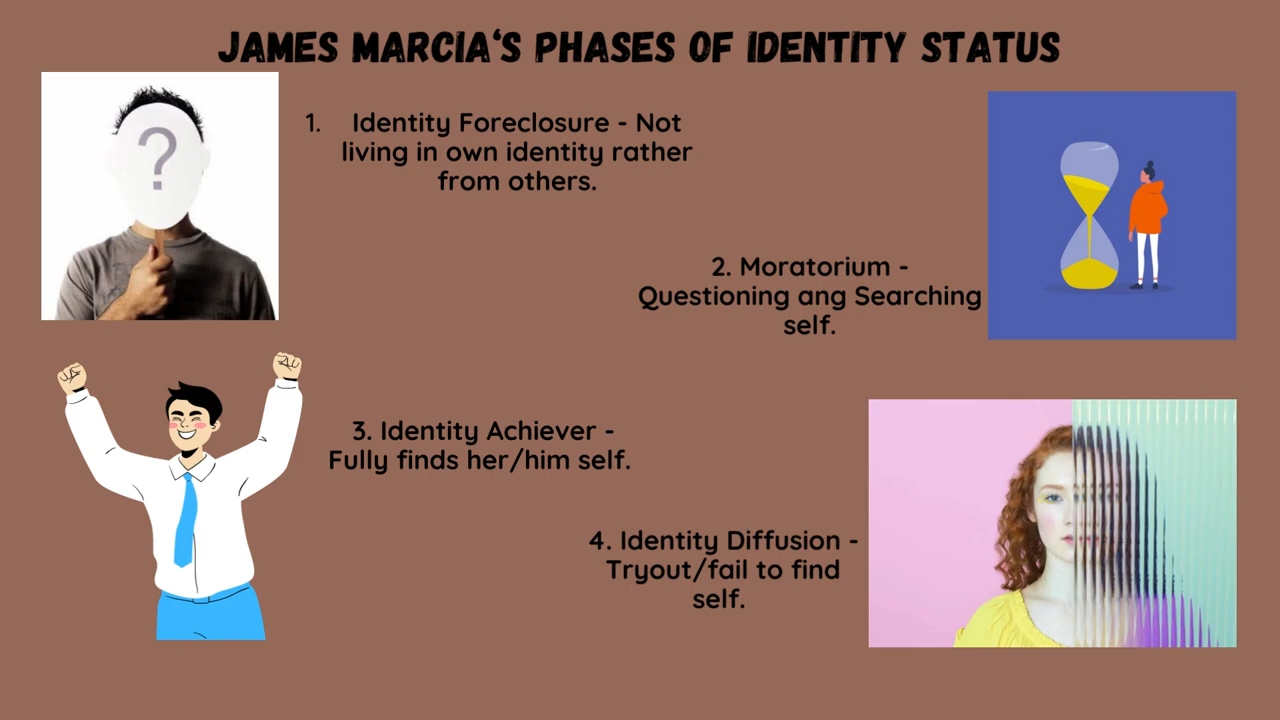 JAMES MARCIA‘S PHASES OF IDENTITY STATUS
?
1. Identity Foreclosure - Not
living in own identity rather
from others.
2. Moratorium -
Questioning ang Searching
self.
3. Identity Achiever -
Fully finds her/him self.
4. Identity Diffusion -
Tryout/fail to find
self.